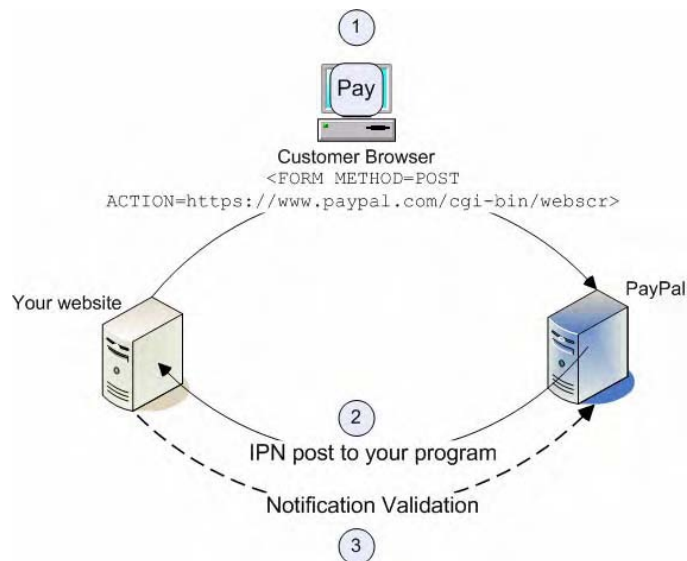 1
Pay
Customer Browser
<FORM METHOD=POST
ACTION=https://www.paypal.com/cgi-bin/webscr>
Your website
PayPal
2
IPN post to your program
Notification Validation
3